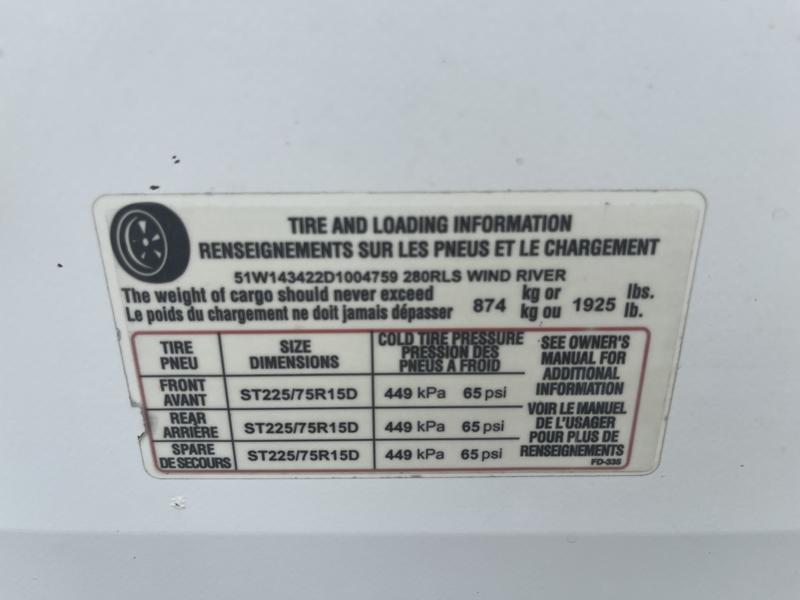 TIRE AND LOADING INFORMATION
RENSEIGNEMENTS SUR LES PNEUS ET LE CHARGEMENT
51W143422D1004759 280RLS WIND RIVER
The weight of cargo should never exceed 874 kg or 1925 lbs.
Le poids du chargement ne doit jamais dépasser kg ou lb.
TIRE PNEU
SIZE DIMENSIONS
COLD TIRE PRESSURE
PRESSION DES
PNEUS A FROID
FRONT AVANT ST225/75R15D 449 kPa 65 psi
REAR ARRIÈRE ST225/75R15D 449 kPa 65 psi
SPARE DE SECOURS ST225/75R15D 449 kPa 65 psi
SEE OWNER'S
MANUAL FOR
ADDITIONAL
INFORMATION
VOIR LE MANUEL
DE L'USAGER
POUR PLUS DE
RENSEIGNEMENTS
FD-335